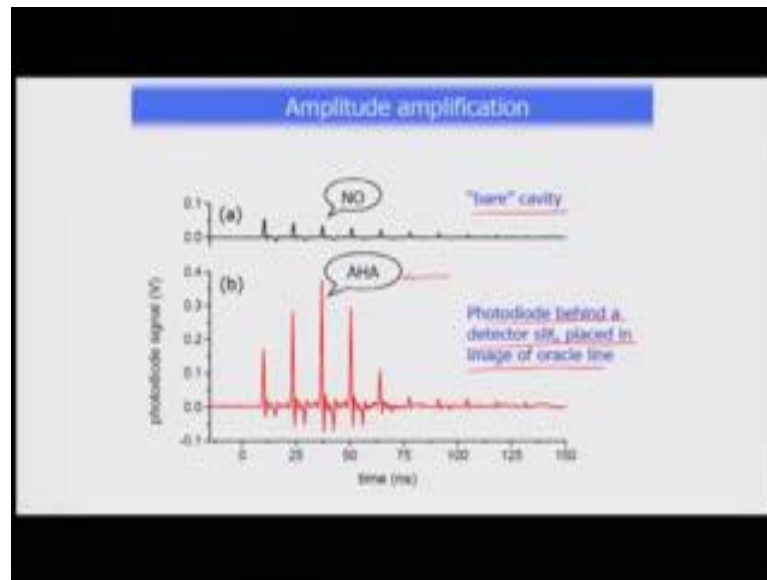 Amplitude amplification
NO
"bare" cavity
0.1
(a)
0.0
AHA
0.4
(b)
0.3
Photodiode behind a
detector slit, placed in
image of oracle line
0.2
0.1
0.0
-0.1
photodiode signal (V)
0 25 50 75 100 125 150
time (ns)